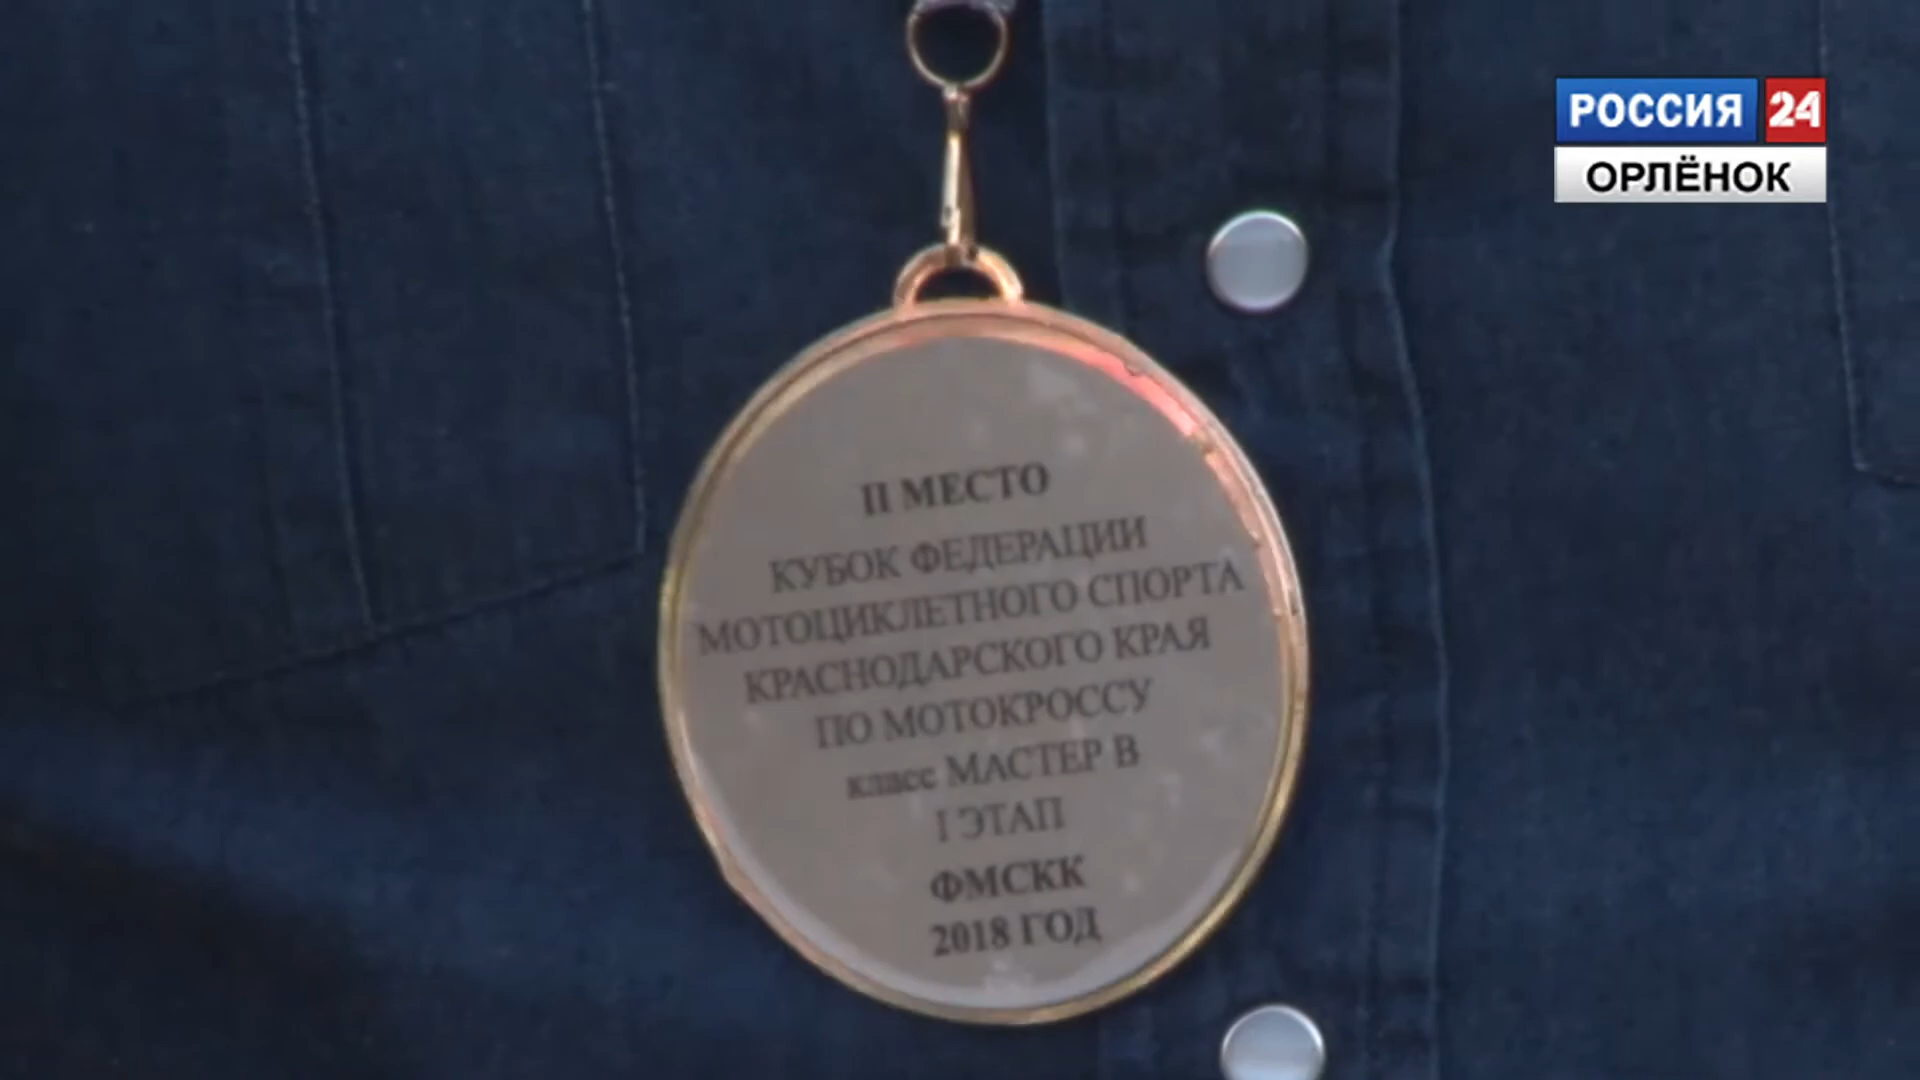 РОССИЯ 24
ОРЛЁНОК
II МЕСТО
КУБОК ФЕДЕРАЦИИ
МОТОЦИКЛЕТНОГО СПОРТА
КРАСНОДАРСКОГО КРАЯ
ПО МОТОКРОССУ
класс МАСТЕР В
I ЭТАП
ФМСКК
2018 ГОД